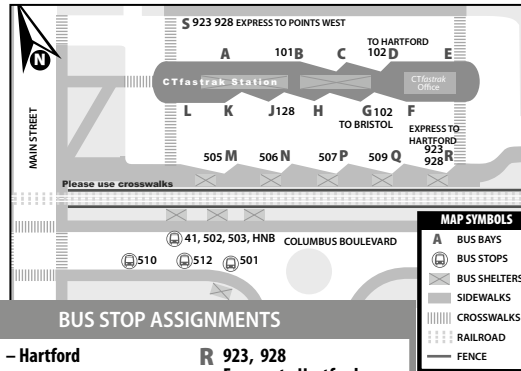 S 923 928 EXPRESS TO POINTS WEST
TO HARTFORD
A 101 B C 102 D E
N
CTfastrak Station
CTfastrak
Office
L K J 128 H G 102 F
TO BRISTOL
EXPRESS TO
HARTFORD
923
928 R
505 M 506 N 507 P 509 Q
MAIN STREET
Please use crosswalks
41, 502, 503, HNB
COLUMBUS BOULEVARD
510 512 501
MAP SYMBOLS
A BUS BAYS
BUS STOPS
BUS SHELTERS
SIDEWALKS
CROSSWALKS
RAILROAD
FENCE
BUS STOP ASSIGNMENTS
– Hartford
R 923, 928
Express to Hartford